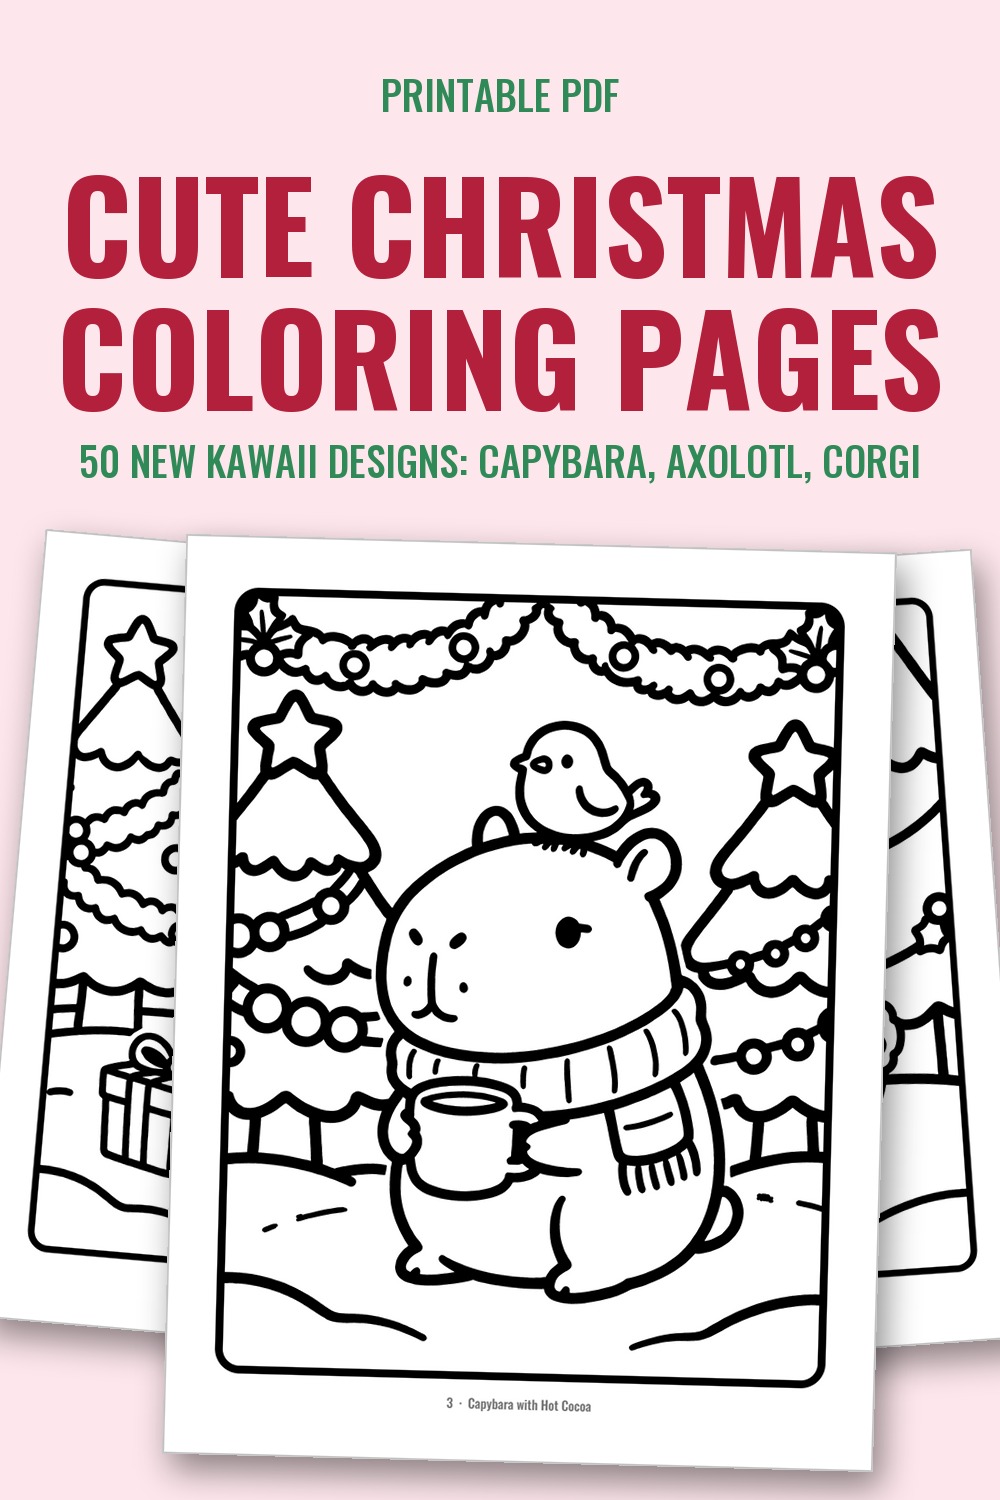 PRINTABLE PDF
CUTE CHRISTMAS
COLORING PAGES
50 NEW KAWAII DESIGNS: CAPYBARA, AXOLOTL, CORGI
3 · Capybara with Hot Cocoa